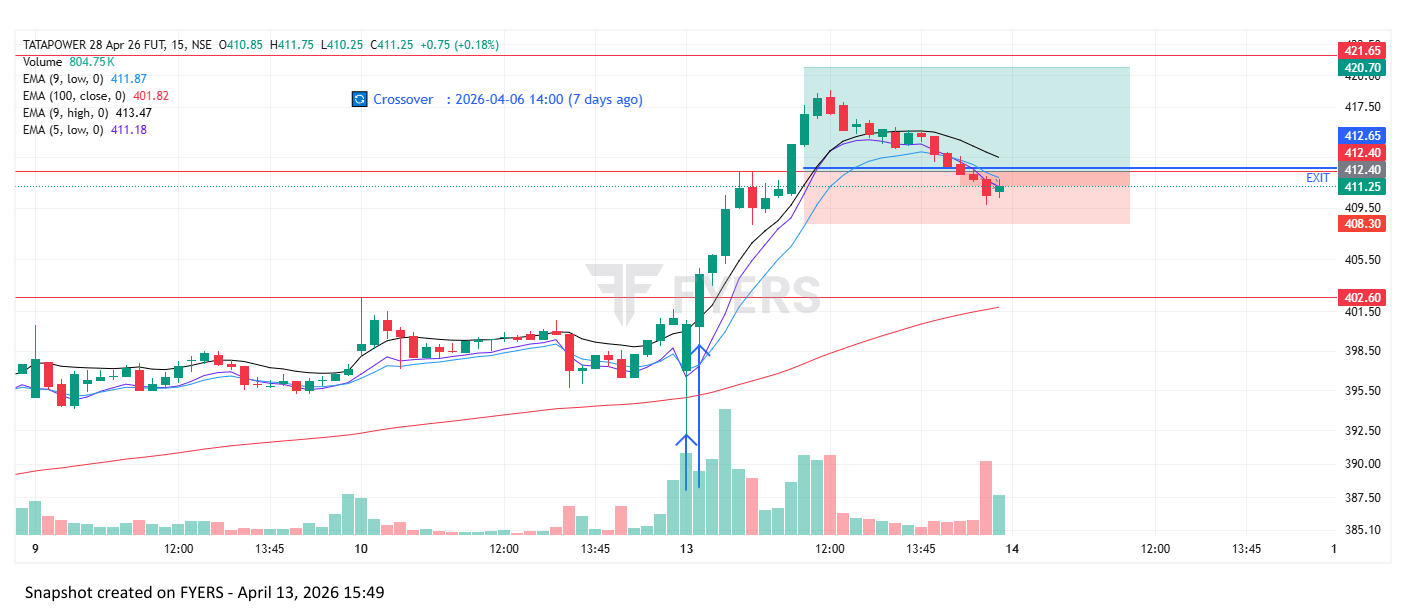 TATAPOWER 28 Apr 26 FUT, 15, NSE O410.85 H411.75 L410.25 C411.25 +0.75 (+0.18%)
Volume 804.75K
EMA (9, low, 0) 411.87
EMA (100, close, 0) 401.82
EMA (9, high, 0) 413.47
EMA (5, low, 0) 411.18
Crossover : 2026-04-06 14:00 (7 days ago)
421.65
420.70
420.00
417.50
412.65
412.40
412.40
EXIT
411.25
409.50
408.30
405.50
402.60
401.50
398.50
395.50
392.50
390.00
387.50
385.10
FYERS
9 12:00 13:45 10 12:00 13:45 13 12:00 13:45 14 12:00 13:45 1
Snapshot created on FYERS - April 13, 2026 15:49